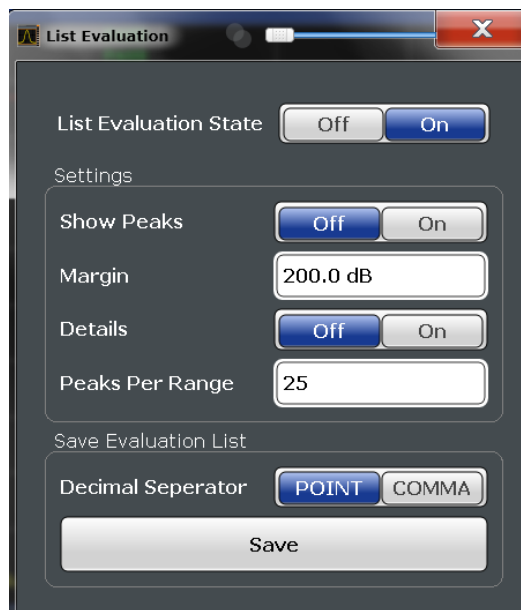 List Evaluation
List Evaluation State Off On
Settings
Show Peaks Off On
Margin 200.0 dB
Details Off On
Peaks Per Range 25
Save Evaluation List
Decimal Seperator POINT COMMA
Save